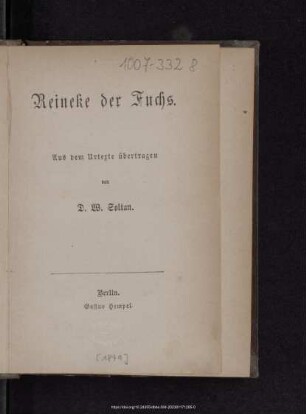 1007-332 8
Reineke der Fuchs.
Aus dem Urtexte übertragen
von
D. W. Soltau.
Berlin.
Gustav Hempel.